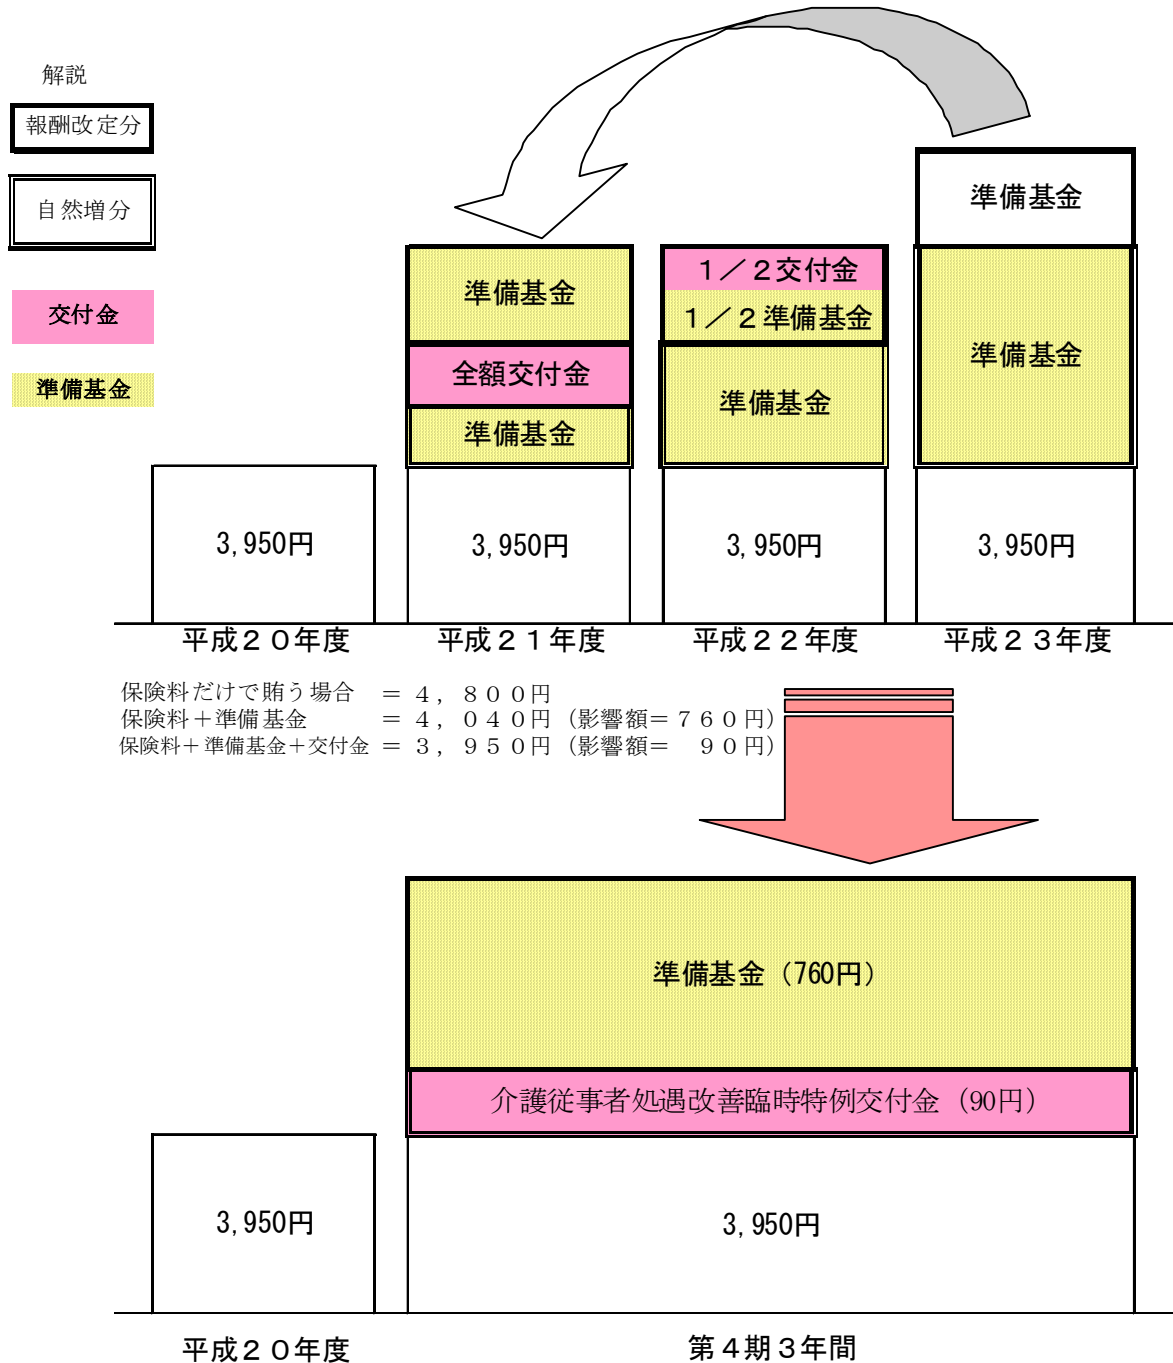 解説
報酬改定分
自然増分
交付金
準備基金
準備基金
全額交付金
準備基金
１／２交付金
１／２準備基金
準備基金
準備基金
準備基金
3,950円
3,950円
3,950円
3,950円
平成２０年度
平成２１年度
平成２２年度
平成２３年度
保険料だけで賄う場合　＝４，８００円
保険料＋準備基金　　　＝４，０４０円（影響額＝７６０円）
保険料＋準備基金＋交付金＝３，９５０円（影響額＝　９０円）
準備基金（760円）
介護従事者処遇改善臨時特例交付金（90円）
3,950円
3,950円
平成２０年度
第４期３年間